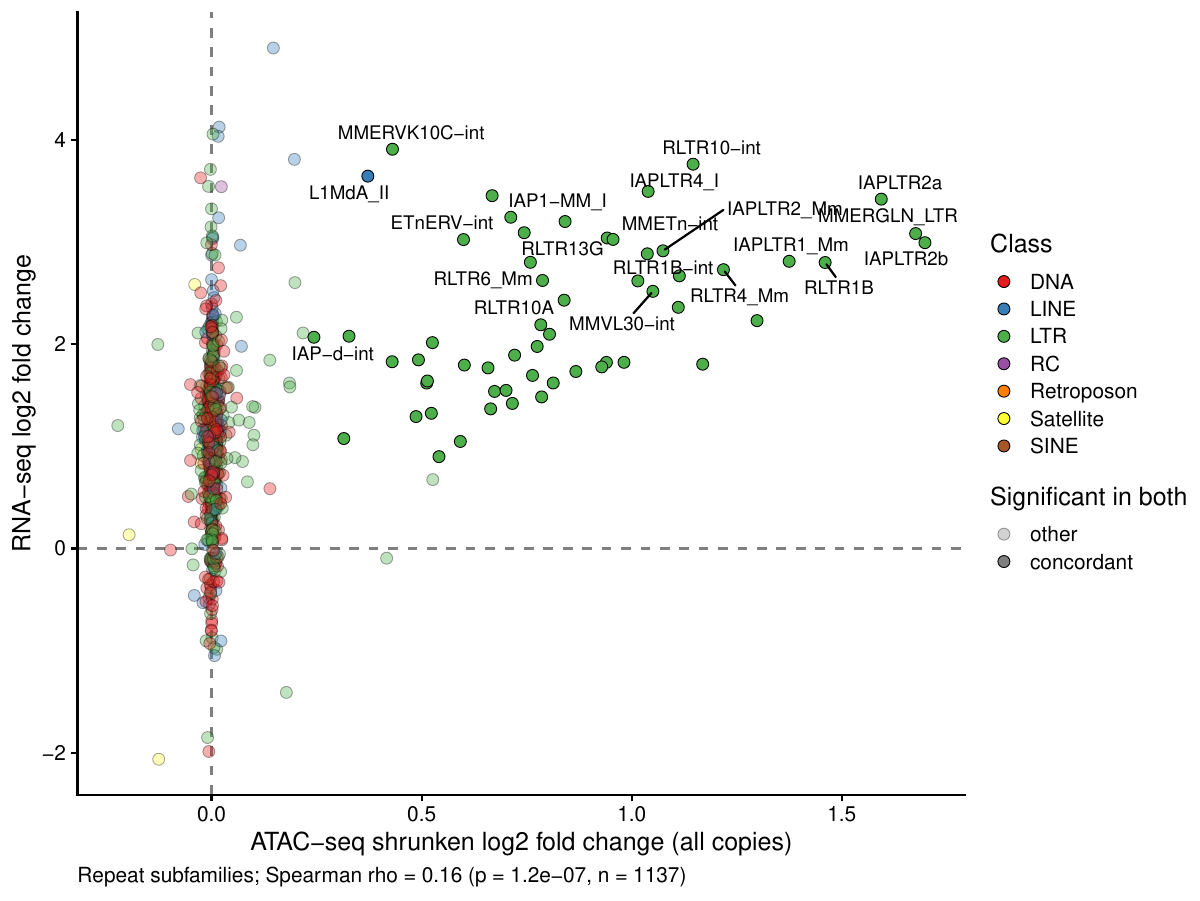 4
2
0
−2
RNA−seq log2 fold change
MMERVK10C−int
L1MdA_II
RLTR10−int
IAPLTR4_I
IAPLTR2a
IAP1−MM_I
IAPLTR2_Mm
MMERGLN_LTR
ETnERV−int
MMETn−int
RLTR13G
IAPLTR1_Mm
IAPLTR2b
RLTR1B−int
RLTR6_Mm
RLTR1B
RLTR4_Mm
RLTR10A
MMVL30−int
IAP−d−int
0.0
0.5
1.0
1.5
ATAC−seq shrunken log2 fold change (all copies)
Repeat subfamilies; Spearman rho = 0.16 (p = 1.2e−07, n = 1137)
Class
DNA
LINE
LTR
RC
Retroposon
Satellite
SINE
Significant in both
other
concordant